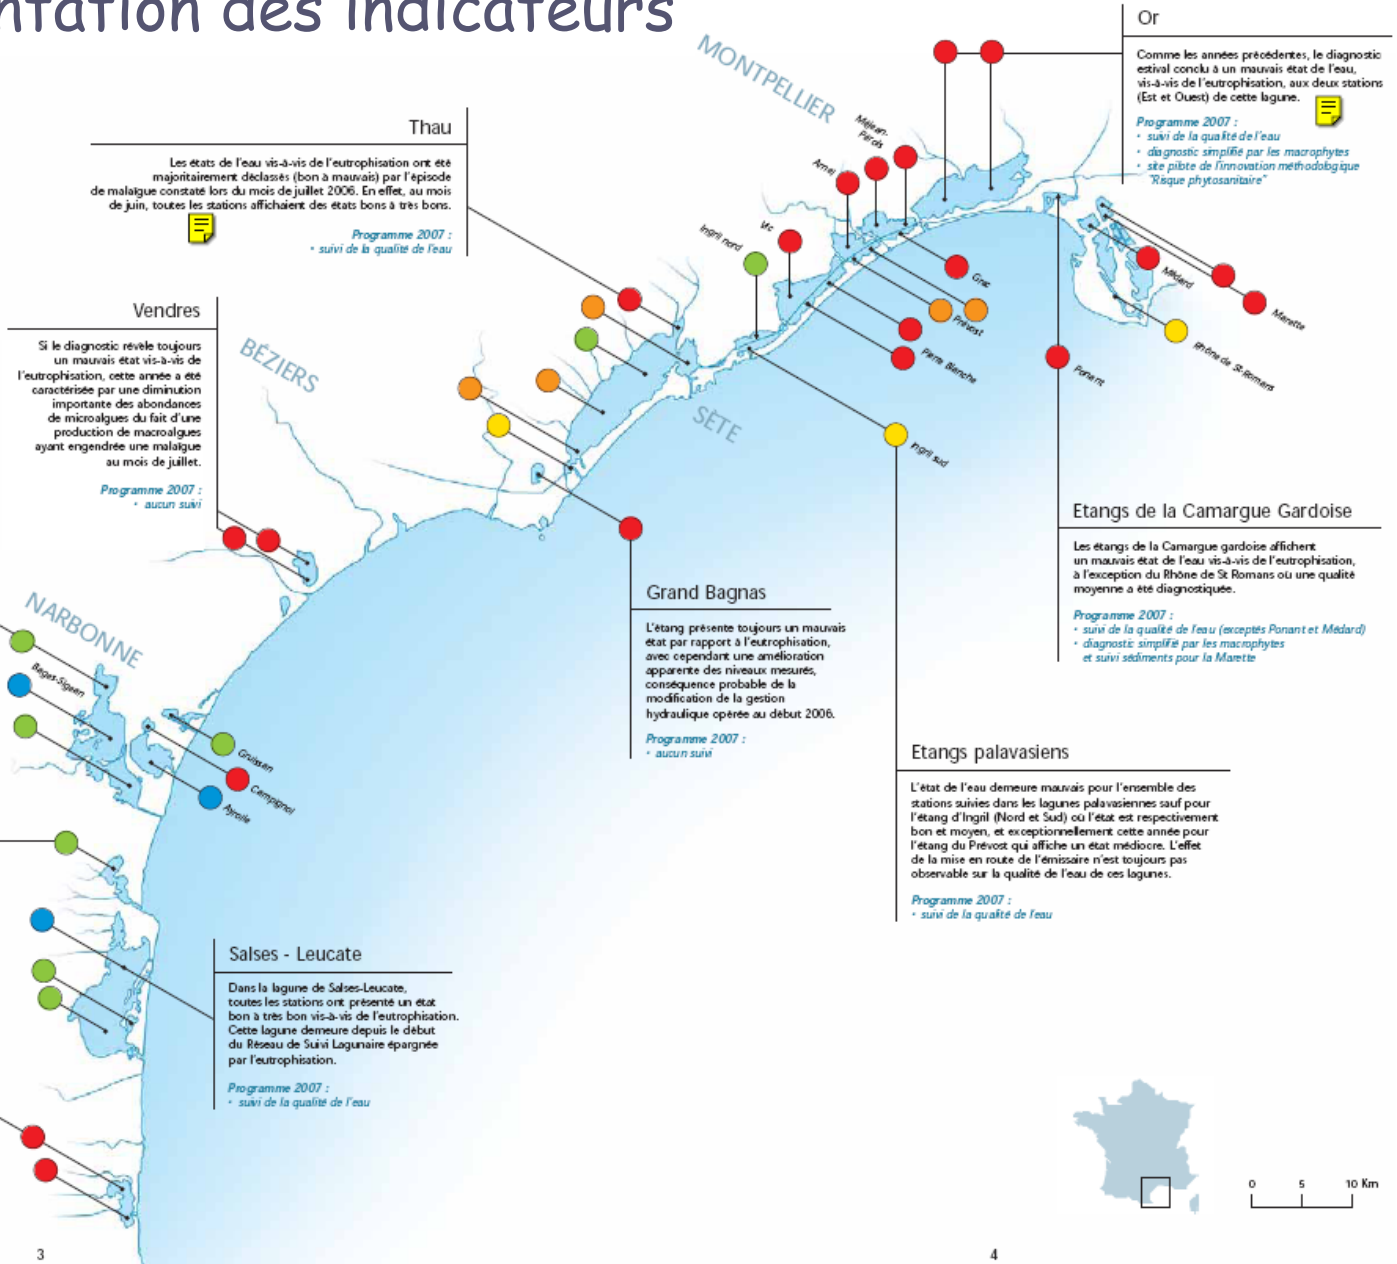 ntation des indicateurs
MONTPELLIER
Or
Comme les années précédentes, le diagnostic
estival conclu à un mauvais état de l'eau,
vis-à-vis de l'eutrophisation, aux deux stations
(Est et Ouest) de cette lagune.
Programme 2007 :
• suivi de la qualité de l'eau
• diagnostic simplifié par les macrophytes
• site pilote de l'innovation méthodologique
"Risque phytosanitaire"
Thau
Les états de l'eau vis-à-vis de l'eutrophisation ont été
majoritairement déclassés (bon à mauvais) par l'épisode
de malaïgue constaté lors du mois de juillet 2006. En effet, au mois
de juin, toutes les stations affichaient des états bons à très bons.
Programme 2007 :
• suivi de la qualité de l'eau
Méjean-
Pérols
Arnel
Vic
Ingril nord
Grec
Prévost
Pierre Blanche
Ingril sud
Médard
Marette
Rhône de St-Romans
Ponant
Vendres
Si le diagnostic révèle toujours
un mauvais état vis-à-vis de
l'eutrophisation, cette année a été
caractérisée par une diminution
importante des abondances
de microalgues du fait d'une
production de macroalgues
ayant engendrée une malaïgue
au mois de juillet.
Programme 2007 :
• aucun suivi
BÉZIERS
SÈTE
Etangs de la Camargue Gardoise
Les étangs de la Camargue gardoise affichent
un mauvais état de l'eau vis-à-vis de l'eutrophisation,
à l'exception du Rhône de St Romans où une qualité
moyenne a été diagnostiquée.
Programme 2007 :
• suivi de la qualité de l'eau (exceptés Ponant et Médard)
• diagnostic simplifié par les macrophytes
et suivi sédiments pour la Marette
Grand Bagnas
L'étang présente toujours un mauvais
état par rapport à l'eutrophisation,
avec cependant une amélioration
apparente des niveaux mesurés,
conséquence probable de la
modification de la gestion
hydraulique opérée au début 2006.
Programme 2007 :
• aucun suivi
NARBONNE
Bages-Sigean
Gruissan
Campignol
Ayrolle
Etangs palavasiens
L'état de l'eau demeure mauvais pour l'ensemble des
stations suivies dans les lagunes palavasiennes sauf pour
l'étang d'Ingril (Nord et Sud) où l'état est respectivement
bon et moyen, et exceptionnellement cette année pour
l'étang du Prévost qui affiche un état médiocre. L'effet
de la mise en route de l'émissaire n'est toujours pas
observable sur la qualité de l'eau de ces lagunes.
Programme 2007 :
• suivi de la qualité de l'eau
Salses - Leucate
Dans la lagune de Salses-Leucate,
toutes les stations ont présenté un état
bon à très bon vis-à-vis de l'eutrophisation.
Cette lagune demeure depuis le début
du Réseau de Suivi Lagunaire épargnée
par l'eutrophisation.
Programme 2007 :
• suivi de la qualité de l'eau
0 5 10 Km
3
4